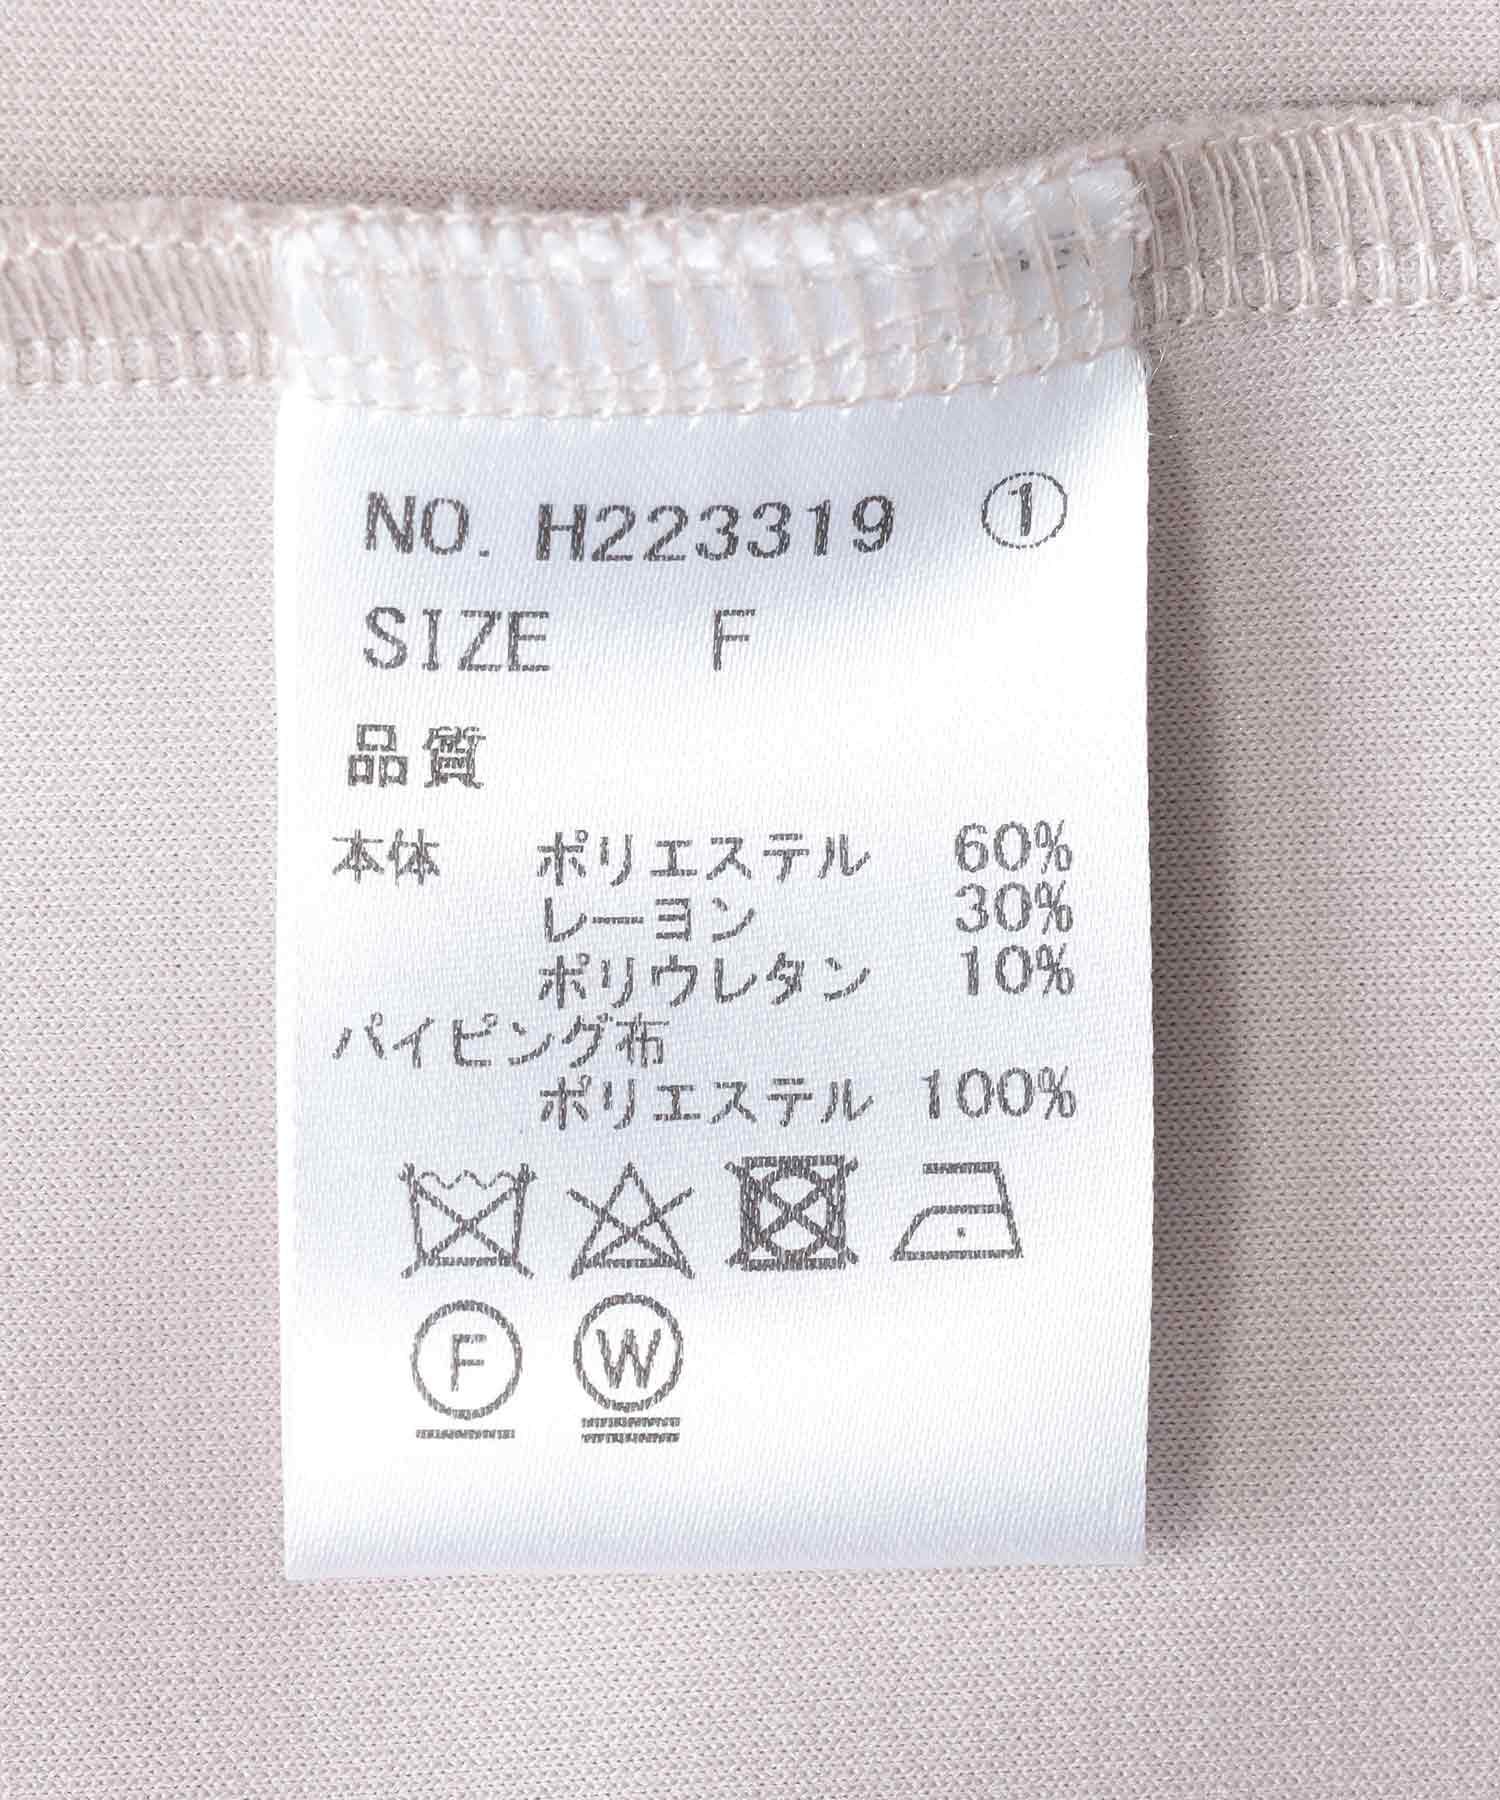 NO. H223319 ①
SIZE F
品質
本体 ポリエステル 60%
レーヨン 30%
ポリウレタン 10%
パイピング布
ポリエステル 100%
F W